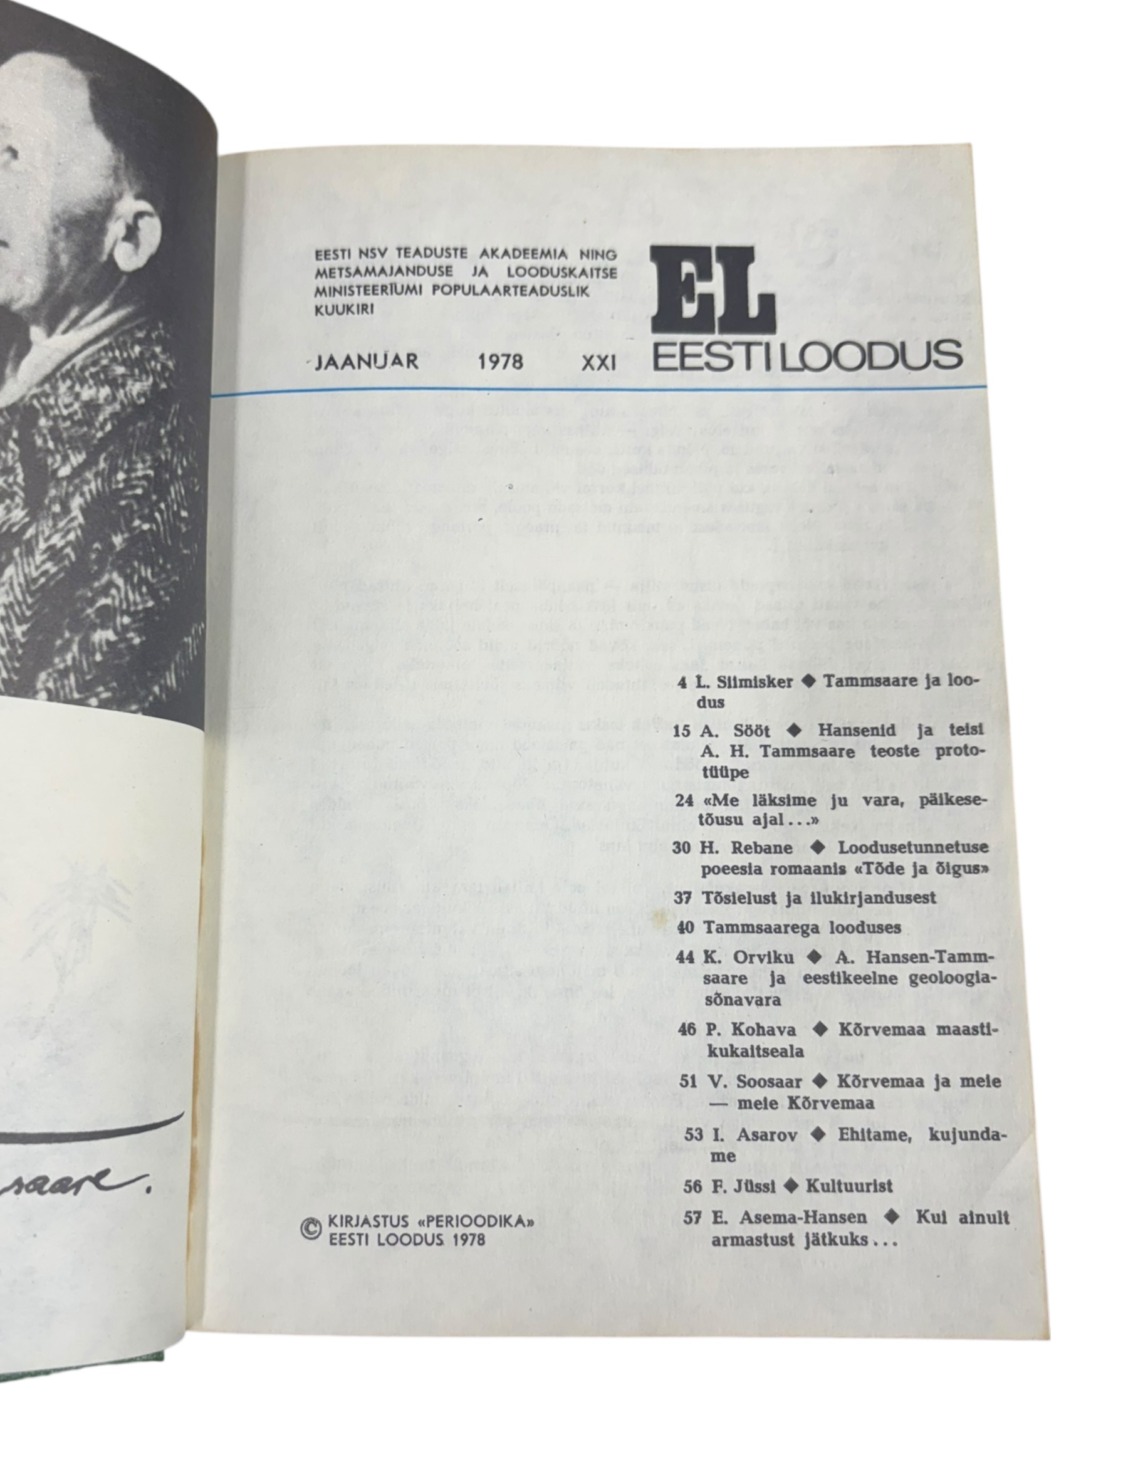 EESTI NSV TEADUSTE AKADEEMIA NING
METSAMAJANDUSE JA LOODUSKAITSE
MINISTEERIUMI POPULAARTEADUSLIK
KUUKIRI
JAANUAR 1978 XXI
EL
EESTI LOODUS
4 L. Siimisker ◆ Tammsaare ja loo-
dus
15 A. Sööt ◆ Hansenid ja teisi
A. H. Tammsaare teoste proto-
tüüpe
24 «Me läksime ju vara, päikese-
tõusu ajal...»
30 H. Rebane ◆ Loodusetunnetuse
poeesia romaanis «Tõde ja õigus»
37 Tõsielust ja ilukirjandusest
40 Tammsaarega looduses
44 K. Orviku ◆ A. Hansen-Tamm-
saare ja eestikeelne geoloogia-
sõnavara
46 P. Kohava ◆ Kõrvemaa maasti-
kukaitseala
51 V. Soosaar ◆ Kõrvemaa ja meie
— meie Kõrvemaa
53 I. Asarov ◆ Ehitame, kujunda-
me
56 F. Jüssi ◆ Kultuurist
57 E. Asema-Hansen ◆ Kui ainult
armastust jätkuks...
© KIRJASTUS «PERIOODIKA»
EESTI LOODUS 1978
saare.